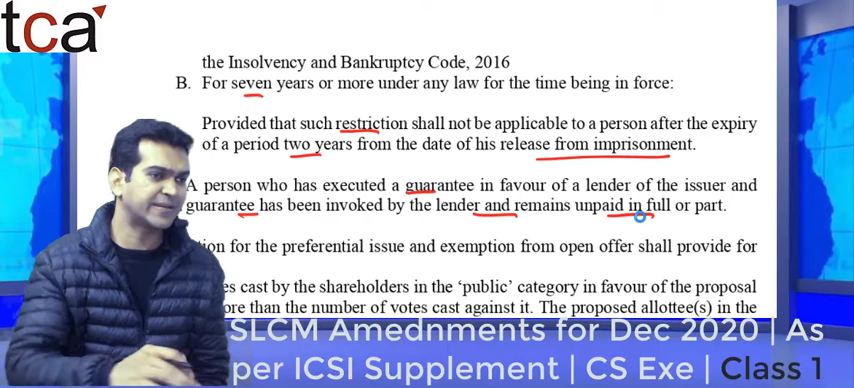 tca
the Insolvency and Bankruptcy Code, 2016
B. For seven years or more under any law for the time being in force:
Provided that such restriction shall not be applicable to a person after the expiry
of a period two years from the date of his release from imprisonment.
A person who has executed a guarantee in favour of a lender of the issuer and
guarantee has been invoked by the lender and remains unpaid in full or part.
for the preferential issue and exemption from open offer shall provide for
cast by the shareholders in the ‘public’ category in favour of the proposal
than the number of votes cast against it. The proposed allottee(s) in the
SLCM Amednments for Dec 2020 | As
per ICSI Supplement | CS Exe | Class 1